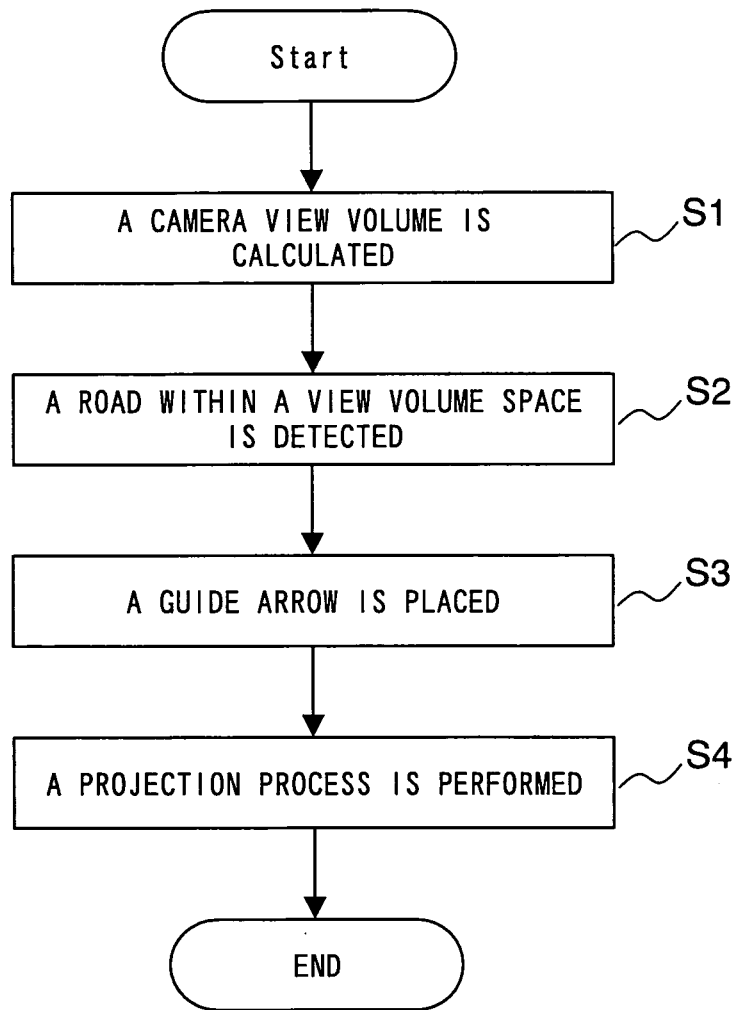 Start
A CAMERA VIEW VOLUME IS
CALCULATED
S1
A ROAD WITHIN A VIEW VOLUME SPACE
IS DETECTED
S2
A GUIDE ARROW IS PLACED
S3
A PROJECTION PROCESS IS PERFORMED
S4
END